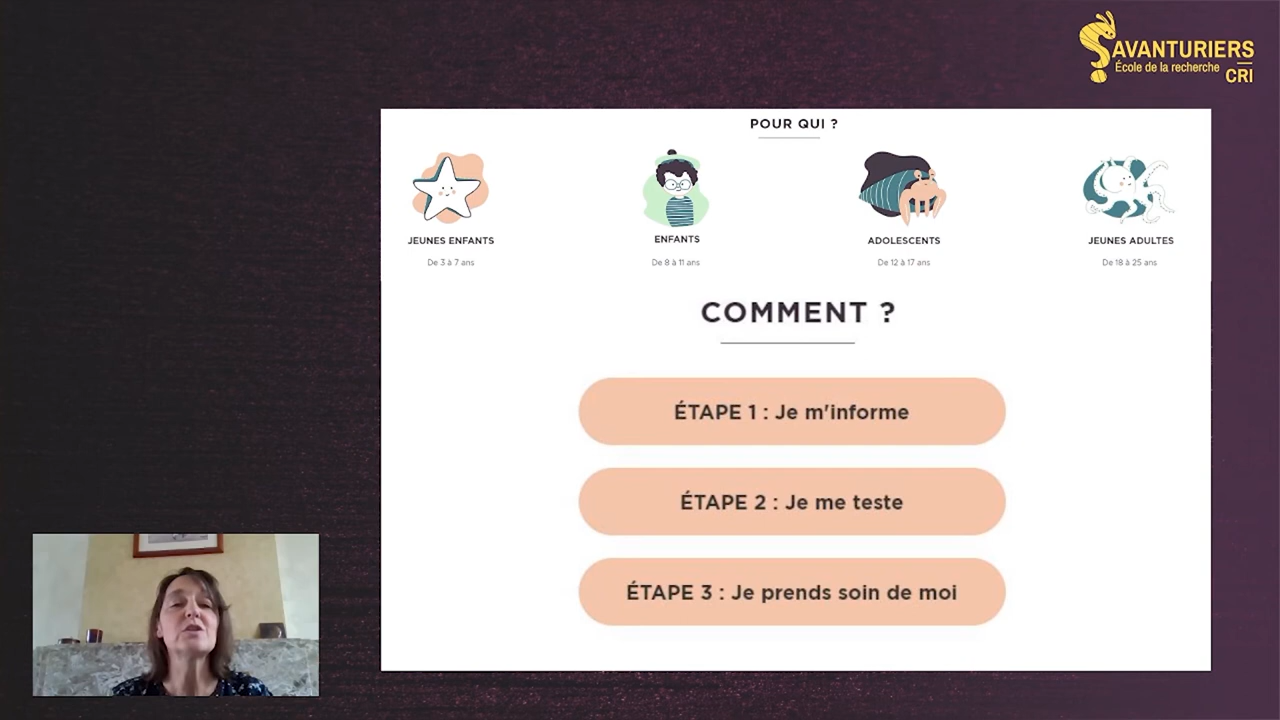 SAVANTURIERS
École de la recherche
CRI
POUR QUI ?
JEUNES ENFANTS
De 3 à 7 ans
ENFANTS
De 8 à 11 ans
ADOLESCENTS
De 12 à 17 ans
JEUNES ADULTES
De 18 à 25 ans
COMMENT ?
ÉTAPE 1 : Je m'informe
ÉTAPE 2 : Je me teste
ÉTAPE 3 : Je prends soin de moi